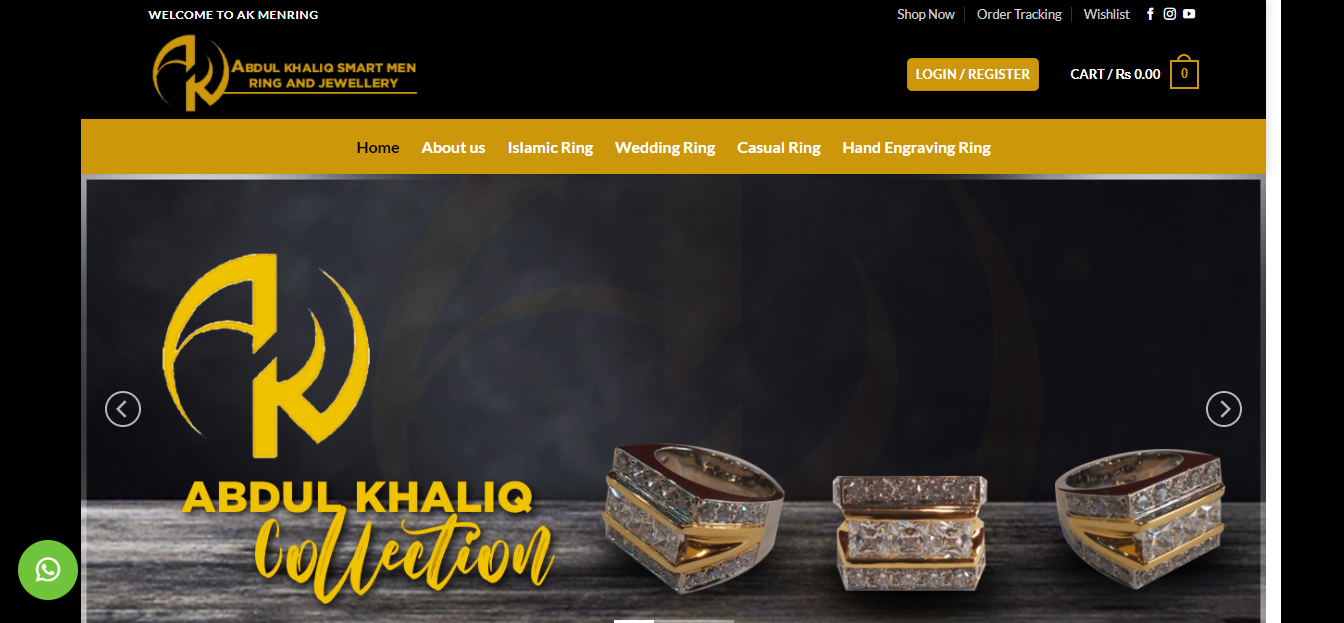 WELCOME TO AK MENRING
Shop Now
Order Tracking
Wishlist
ABDUL KHALIQ SMART MEN
RING AND JEWELLERY
LOGIN / REGISTER
CART / ₨ 0.00
0
Home
About us
Islamic Ring
Wedding Ring
Casual Ring
Hand Engraving Ring
AK
ABDUL KHALIQ
Collection